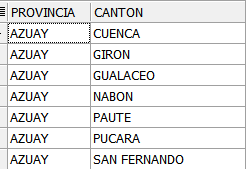 PROVINCIA CANTON
AZUAY CUENCA
AZUAY GIRON
AZUAY GUALACEO
AZUAY NABON
AZUAY PAUTE
AZUAY PUCARA
AZUAY SAN FERNANDO